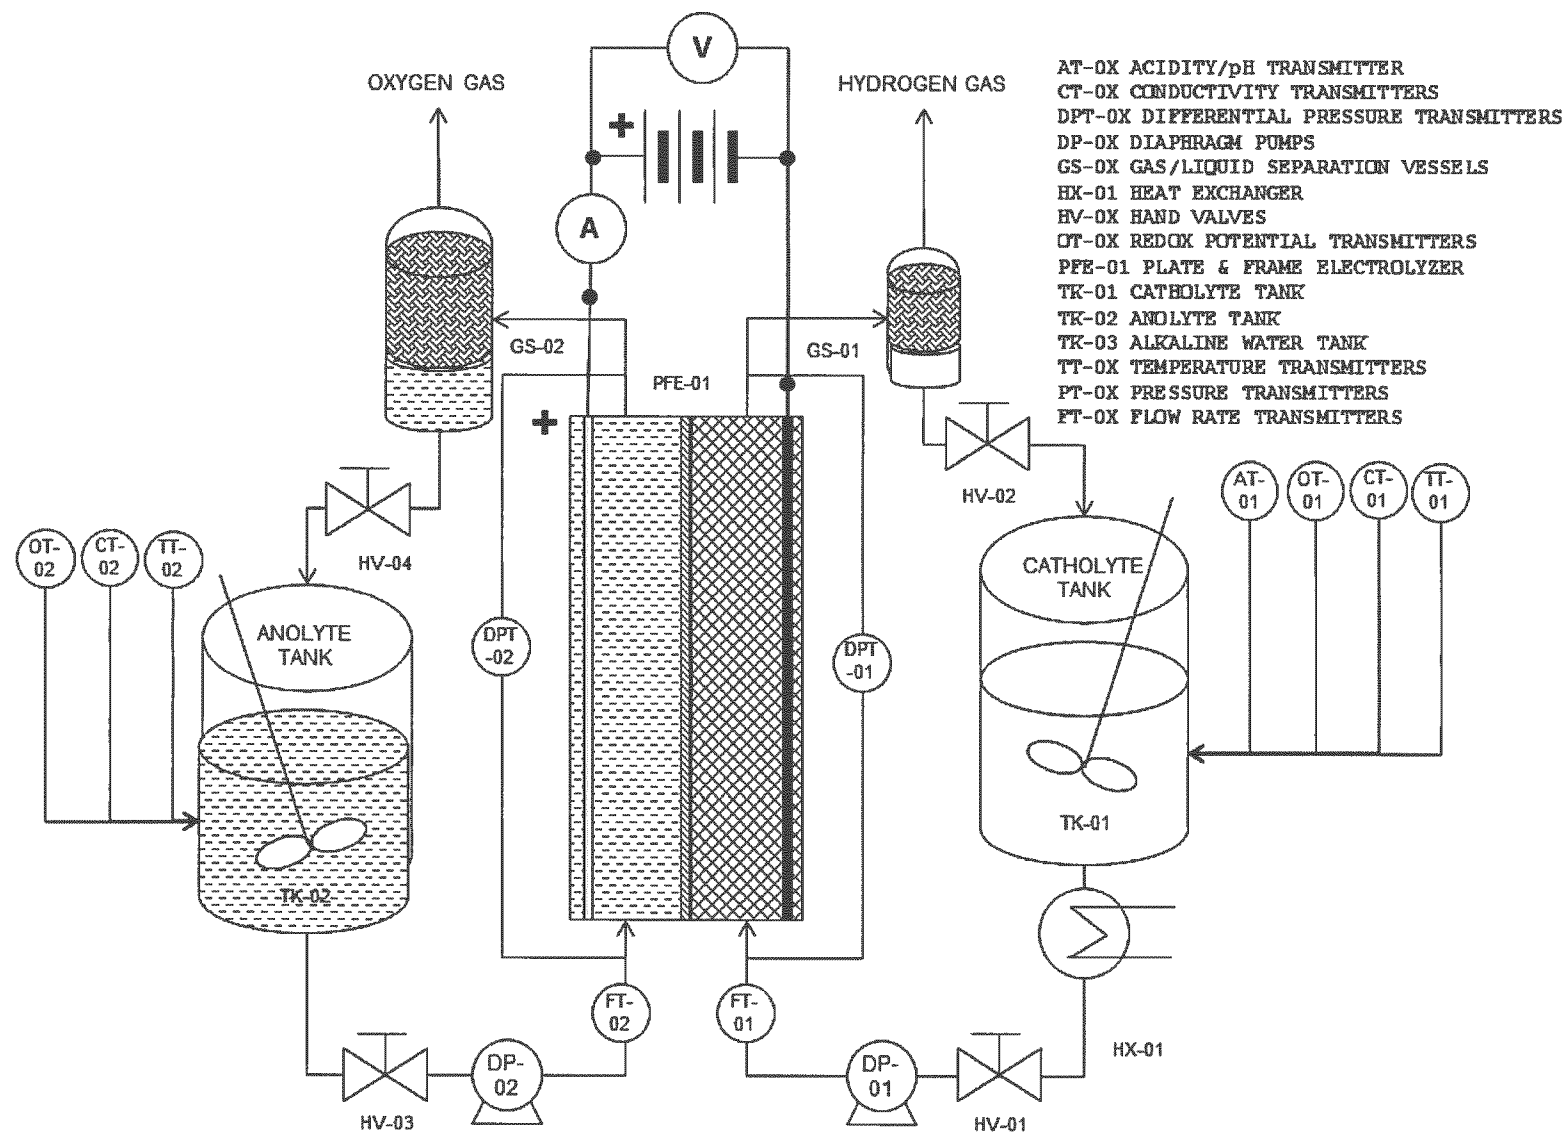 V
OXYGEN GAS
HYDROGEN GAS
+
A
GS-02
GS-01
PFE-01
+
AT-0X ACIDITY/pH TRANSMITTER
CT-0X CONDUCTIVITY TRANSMITTERS
DPT-0X DIFFERENTIAL PRESSURE TRANSMITTERS
DP-0X DIAPHRAGM PUMPS
GS-0X GAS/LIQUID SEPARATION VESSELS
HX-01 HEAT EXCHANGER
HV-0X HAND VALVES
OT-0X REDOX POTENTIAL TRANSMITTERS
PFE-01 PLATE & FRAME ELECTROLYZER
TK-01 CATHOLYTE TANK
TK-02 ANOLYTE TANK
TK-03 ALKALINE WATER TANK
TT-0X TEMPERATURE TRANSMITTERS
PT-0X PRESSURE TRANSMITTERS
FT-0X FLOW RATE TRANSMITTERS
HV-02
AT-
01
OT-
01
CT-
01
TT-
01
OT-
02
CT-
02
TT-
02
HV-04
CATHOLYTE
TANK
ANOLYTE
TANK
DPT
-02
DPT
-01
TK-01
TK-02
FT-
02
FT-
01
HX-01
DP-
02
DP-
01
HV-03
HV-01